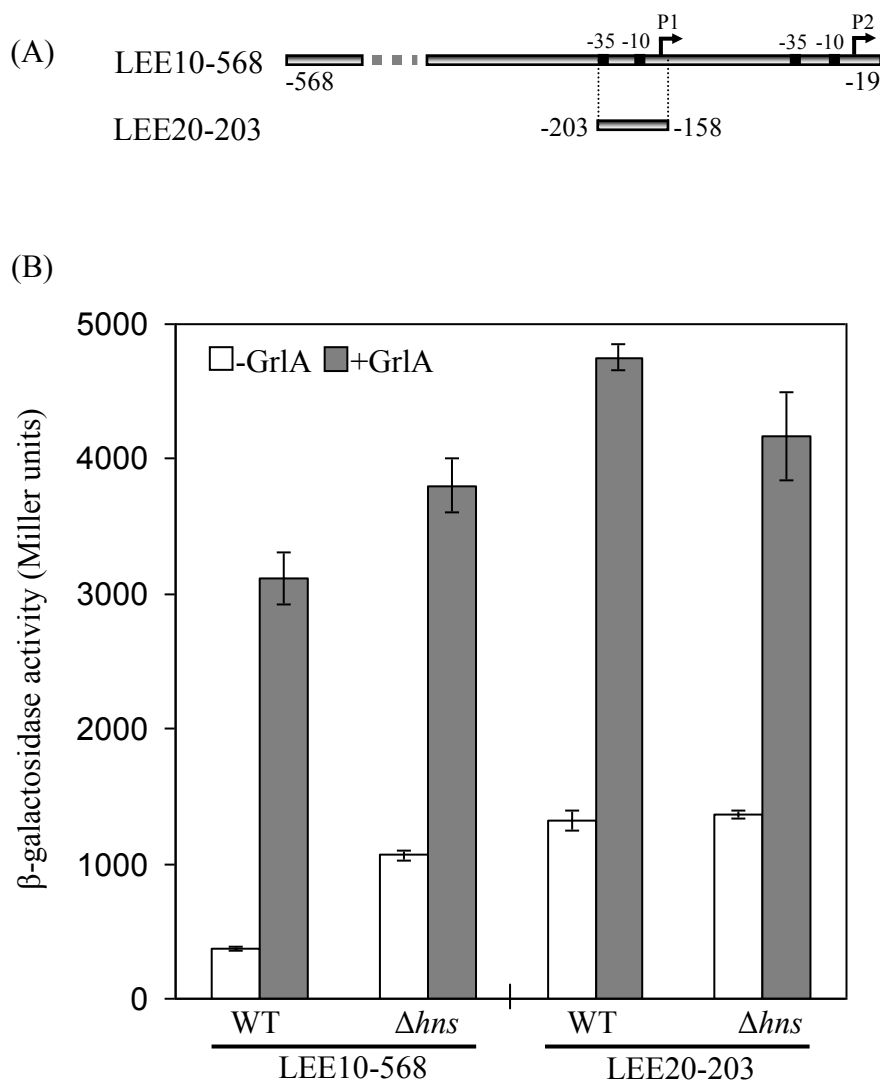 (A)
P1
P2
-35
-10
-35
-10
LEE10-568
-568
-19
LEE20-203
-203
-158
(B)
5000
-GrlA
+GrlA
4000
3000
2000
1000
0
β-galactosidase activity (Miller units)
WT
Δhns
WT
Δhns
LEE10-568
LEE20-203